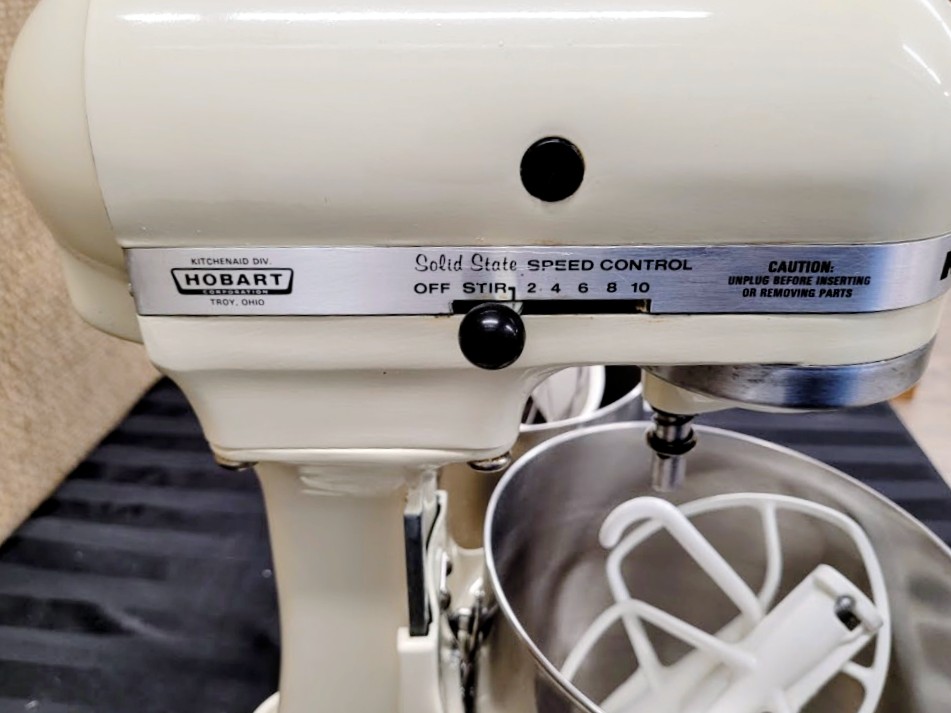 KITCHENAID DIV.
HOBART
CORPORATION
TROY, OHIO
Solid State SPEED CONTROL
OFF STIR 2 4 6 8 10
CAUTION:
UNPLUG BEFORE INSERTING
OR REMOVING PARTS